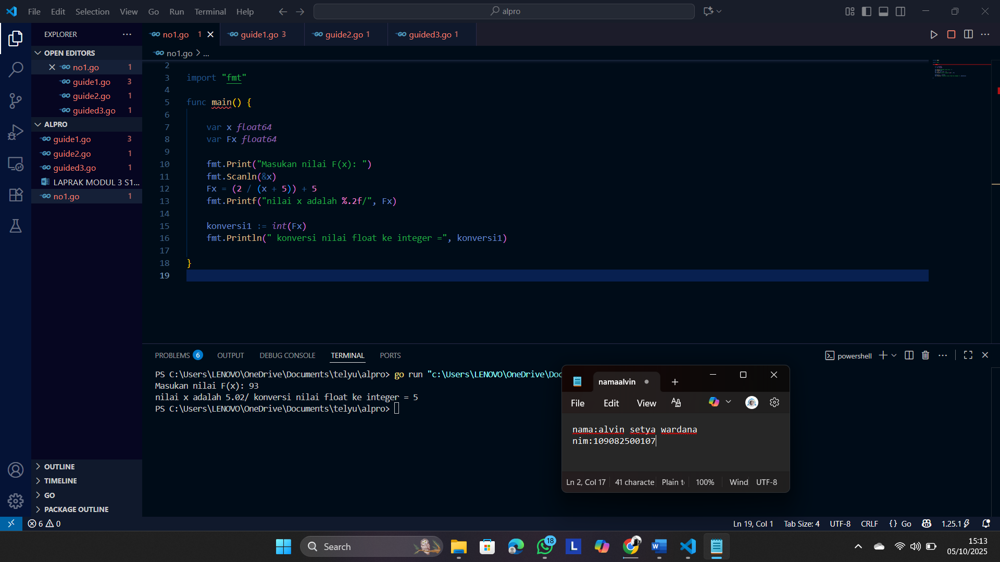 File Edit Selection View Go Run Terminal Help
alpro
EXPLORER
no1.go 1
guide1.go 3
guide2.go 1
guided3.go 1
OPEN EDITORS
no1.go 1
guide1.go 3
guide2.go 1
guided3.go 1
ALPRO
guide1.go 3
guide2.go 1
guided3.go 1
LAPRAK MODUL 3 S1...
no1.go 1
OUTLINE
TIMELINE
GO
PACKAGE OUTLINE
no1.go > ...
2
3 import "fmt"
4
5 func main() {
6
7 var x float64
8 var Fx float64
9
10 fmt.Print("Masukan nilai F(x): ")
11 fmt.Scanln(&x)
12 Fx = (2 / (x + 5)) + 5
13 fmt.Printf("nilai x adalah %.2f/", Fx)
14
15 konversi1 := int(Fx)
16 fmt.Println(" konversi nilai float ke integer =", konversi1)
17
18 }
19
PROBLEMS 6 OUTPUT DEBUG CONSOLE TERMINAL PORTS
powershell
PS C:\Users\LENOVO\OneDrive\Documents\telyu\alpro> go run "c:\Users\LENOVO\OneDrive\Doc
Masukan nilai F(x): 93
nilai x adalah 5.02/ konversi nilai float ke integer = 5
PS C:\Users\LENOVO\OneDrive\Documents\telyu\alpro>
namaalvin
File Edit View
nama:alvin setya wardana
nim:109082500107
Ln 2, Col 17 41 characte Plain t 100% Wind UTF-8
6 0
Ln 19, Col 1 Tab Size: 4 UTF-8 CRLF {} Go 1.25.1
Search
18
L
W
15:13
05/10/2025